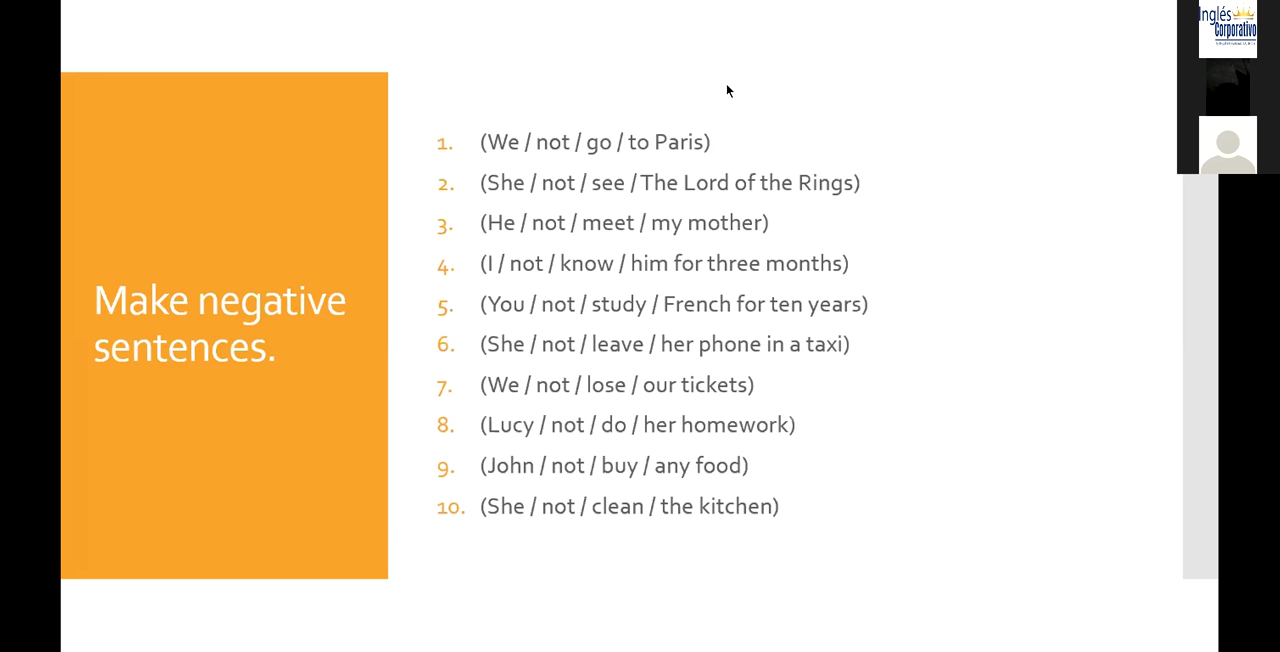 Inglés
Corporativo
Make negative
sentences.
1. (We / not / go / to Paris)
2. (She / not / see / The Lord of the Rings)
3. (He / not / meet / my mother)
4. (I / not / know / him for three months)
5. (You / not / study / French for ten years)
6. (She / not / leave / her phone in a taxi)
7. (We / not / lose / our tickets)
8. (Lucy / not / do / her homework)
9. (John / not / buy / any food)
10. (She / not / clean / the kitchen)